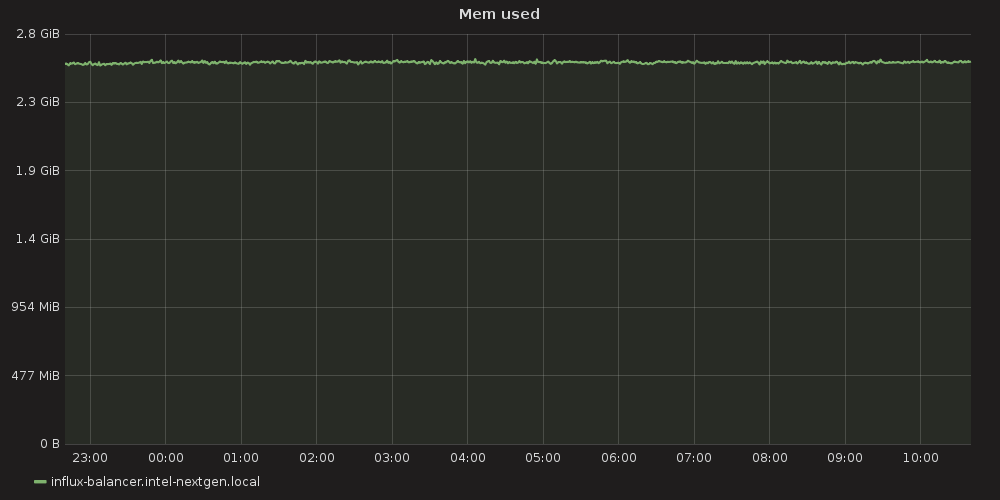 Mem used
2.8 GiB
2.3 GiB
1.9 GiB
1.4 GiB
954 MiB
477 MiB
0 B
23:00 00:00 01:00 02:00 03:00 04:00 05:00 06:00 07:00 08:00 09:00 10:00
influx-balancer.intel-nextgen.local